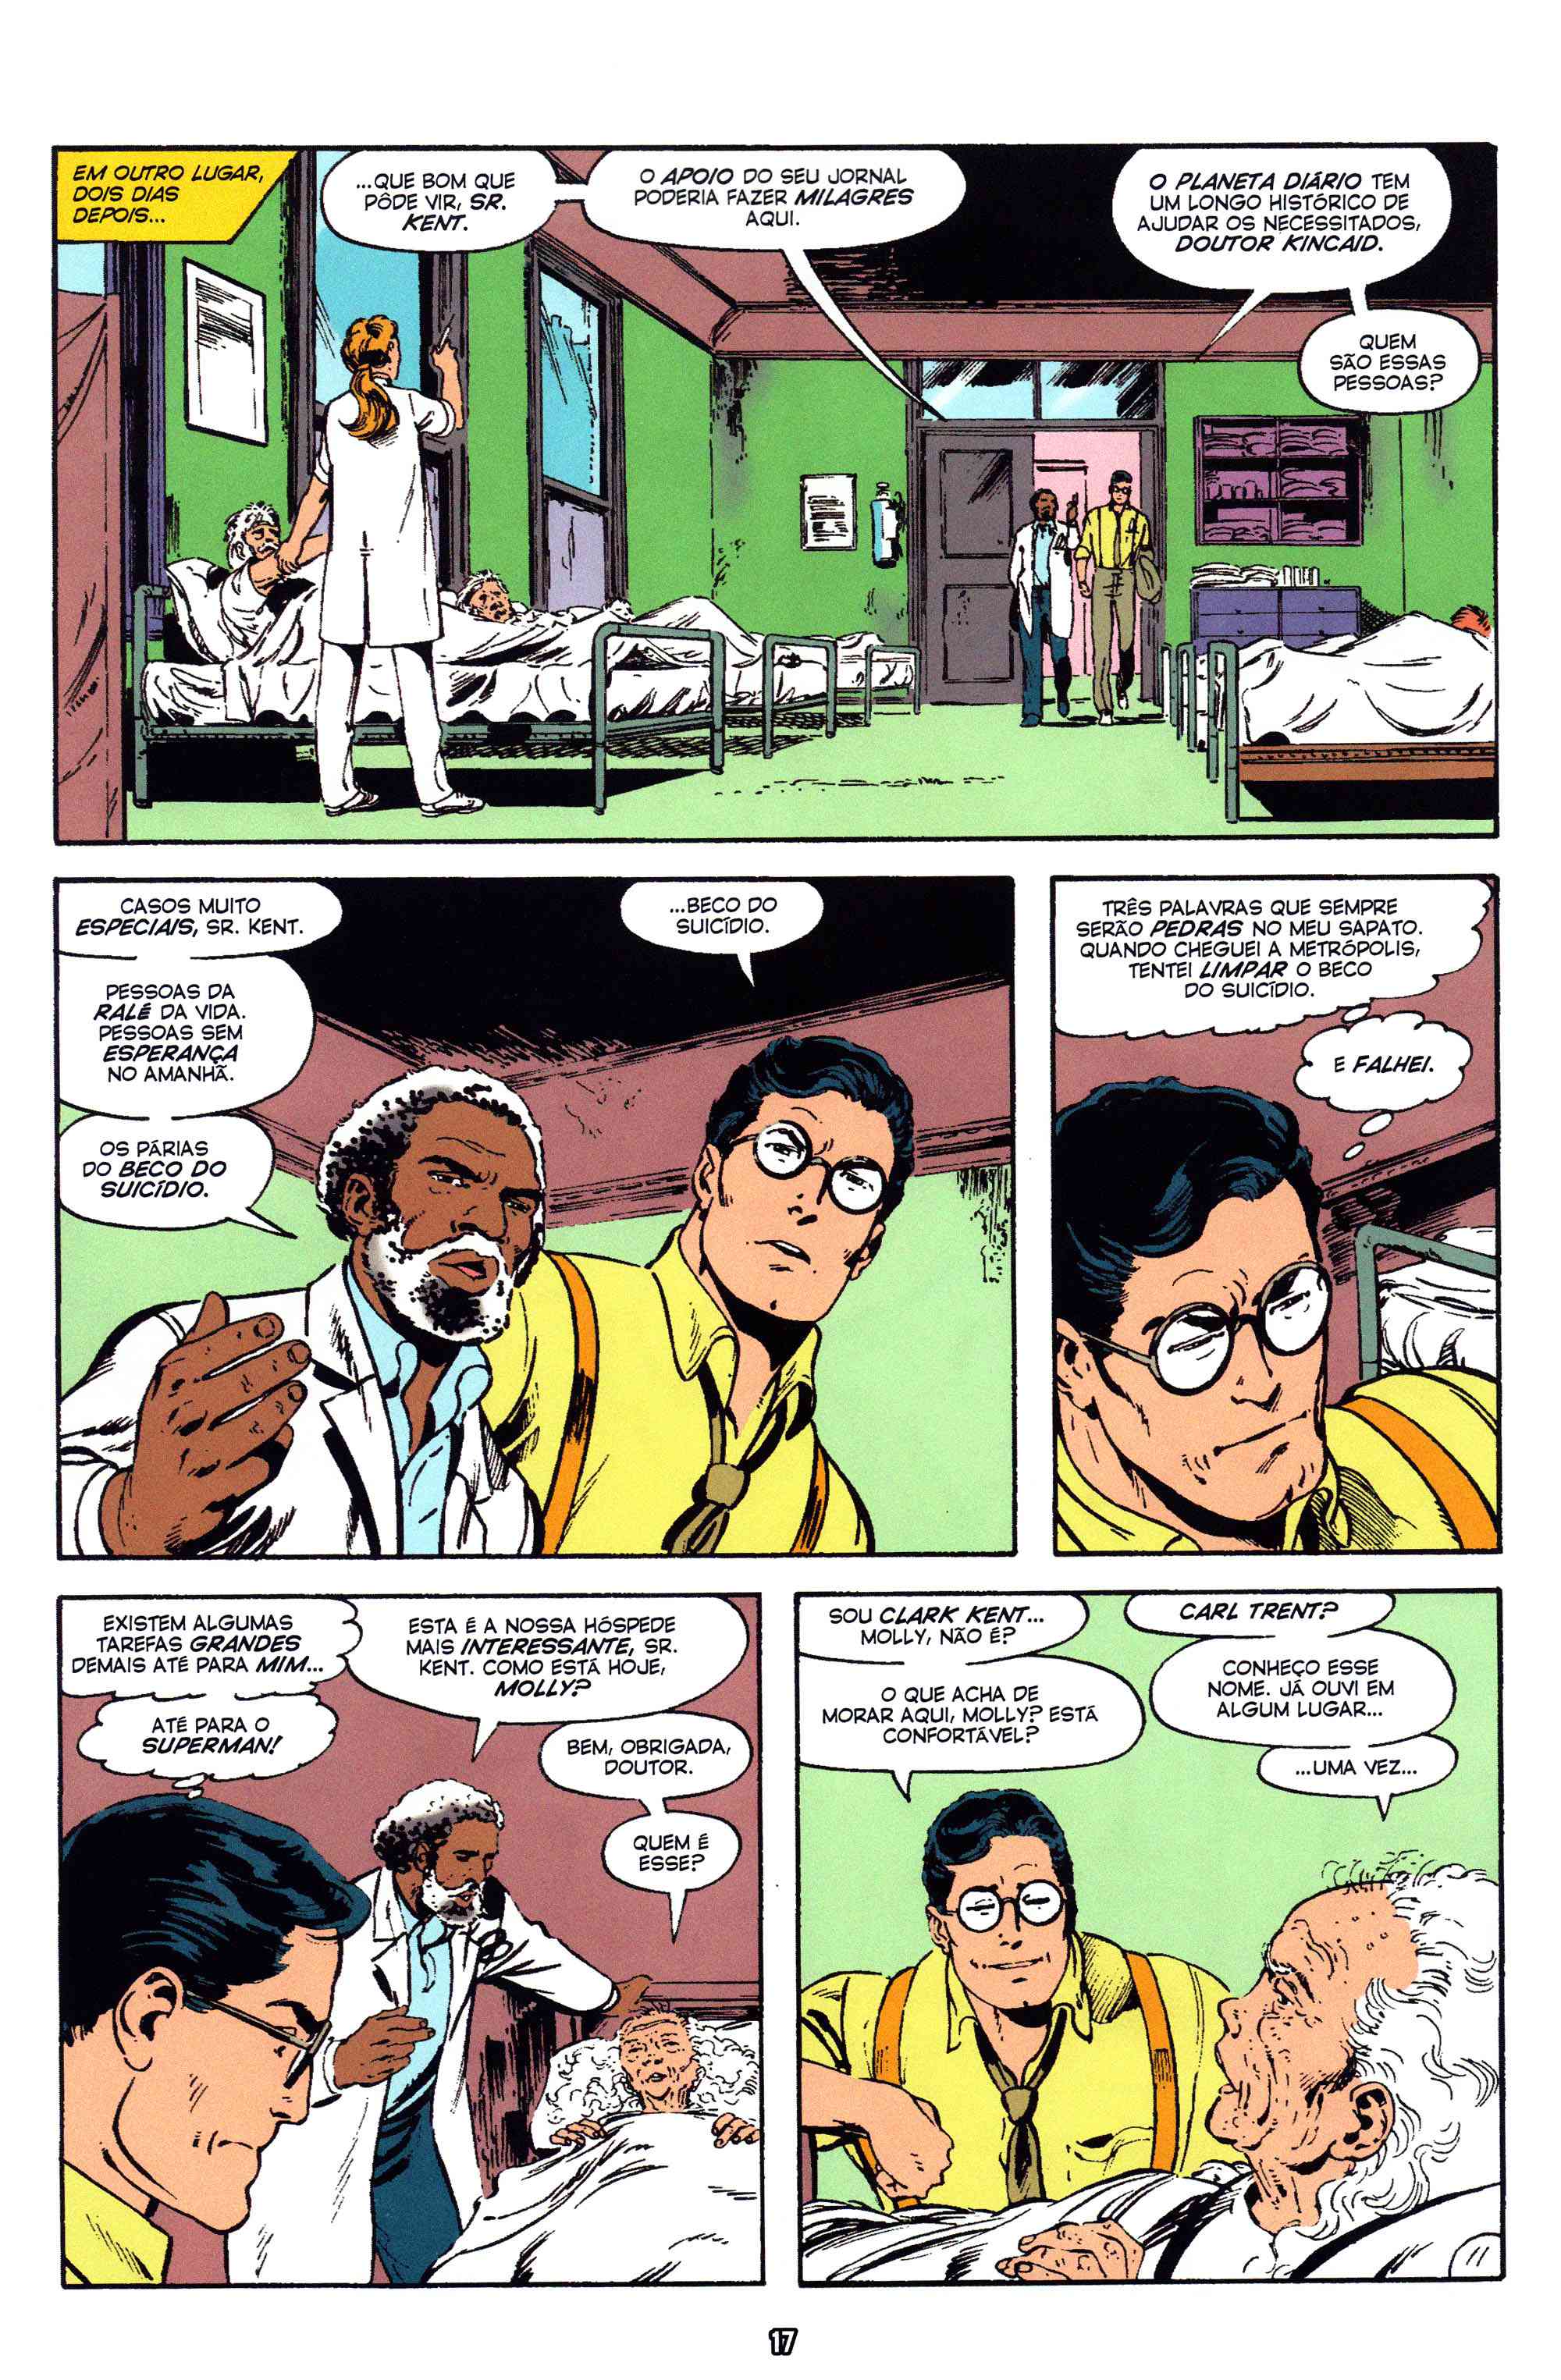 EM OUTRO LUGAR,
DOIS DIAS
DEPOIS...
...QUE BOM QUE
PÔDE VIR, SR.
KENT.
O APOIO DO SEU JORNAL
PODERIA FAZER MILAGRES
AQUI.
O PLANETA DIÁRIO TEM
UM LONGO HISTÓRICO DE
AJUDAR OS NECESSITADOS,
DOUTOR KINCAID.
QUEM
SÃO ESSAS
PESSOAS?
CASOS MUITO
ESPECIAIS, SR. KENT.
PESSOAS DA
RALÉ DA VIDA.
PESSOAS SEM
ESPERANÇA
NO AMANHÃ.
OS PÁRIAS
DO BECO DO
SUICÍDIO.
...BECO DO
SUICÍDIO.
TRÊS PALAVRAS QUE SEMPRE
SERÃO PEDRAS NO MEU SAPATO.
QUANDO CHEGUEI A METRÓPOLIS,
TENTEI LIMPAR O BECO
DO SUICÍDIO.
E FALHEI.
EXISTEM ALGUMAS
TAREFAS GRANDES
DEMAIS ATÉ PARA MIM...
ATÉ PARA O
SUPERMAN!
ESTA É A NOSSA HÓSPEDE
MAIS INTERESSANTE, SR.
KENT. COMO ESTÁ HOJE,
MOLLY?
BEM, OBRIGADA,
DOUTOR.
QUEM É
ESSE?
SOU CLARK KENT...
MOLLY, NÃO É?
O QUE ACHA DE
MORAR AQUI, MOLLY? ESTÁ
CONFORTÁVEL?
CARL TRENT?
CONHEÇO ESSE
NOME. JÁ OUVI EM
ALGUM LUGAR...
...UMA VEZ...
11
17